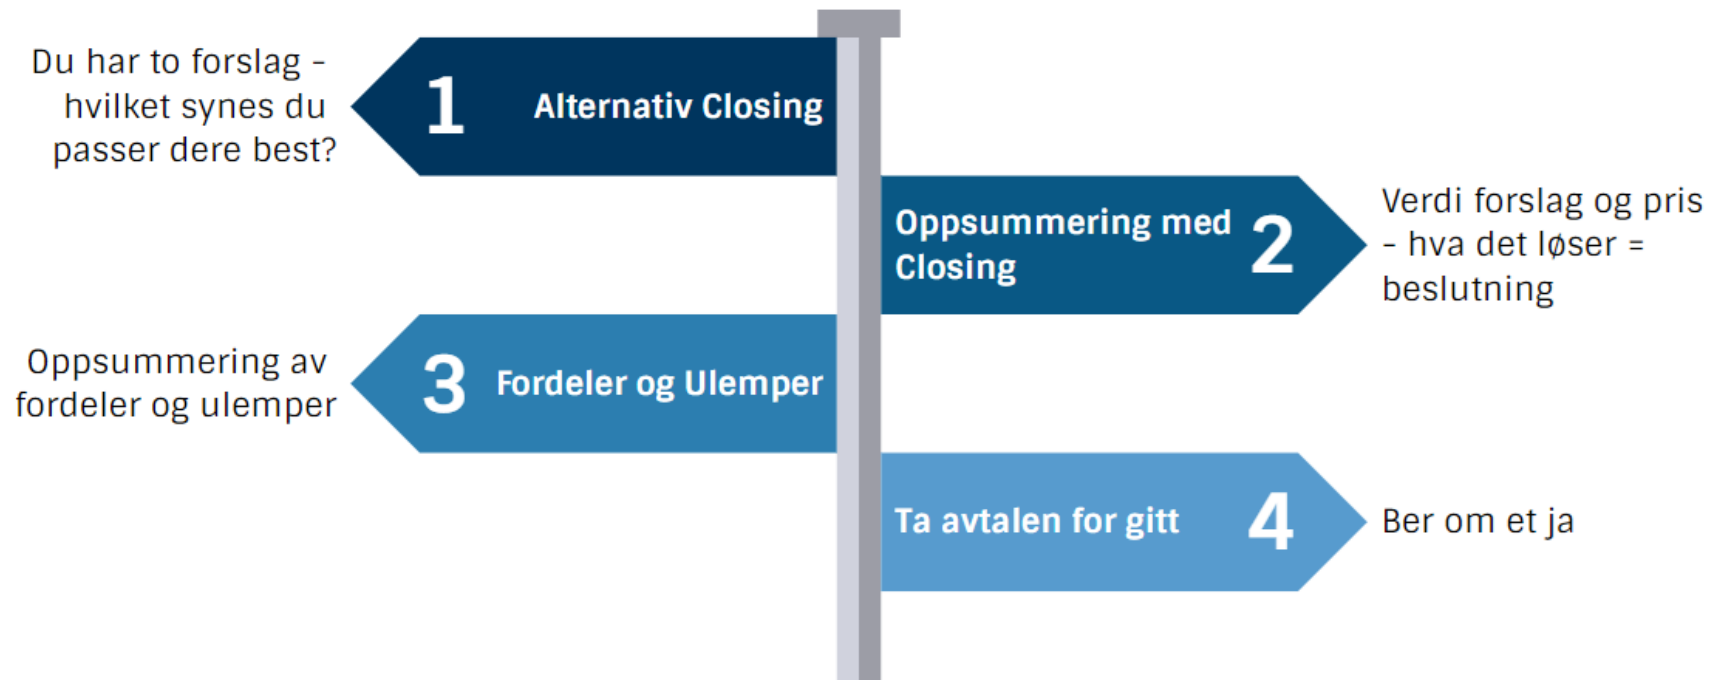 Du har to forslag -
hvilket synes du
passer dere best?
1
Alternativ Closing
Oppsummering med
Closing
2
Verdi forslag og pris
- hva det løser =
beslutning
Oppsummering av
fordeler og ulemper
3
Fordeler og Ulemper
Ta avtalen for gitt
4
Ber om et ja